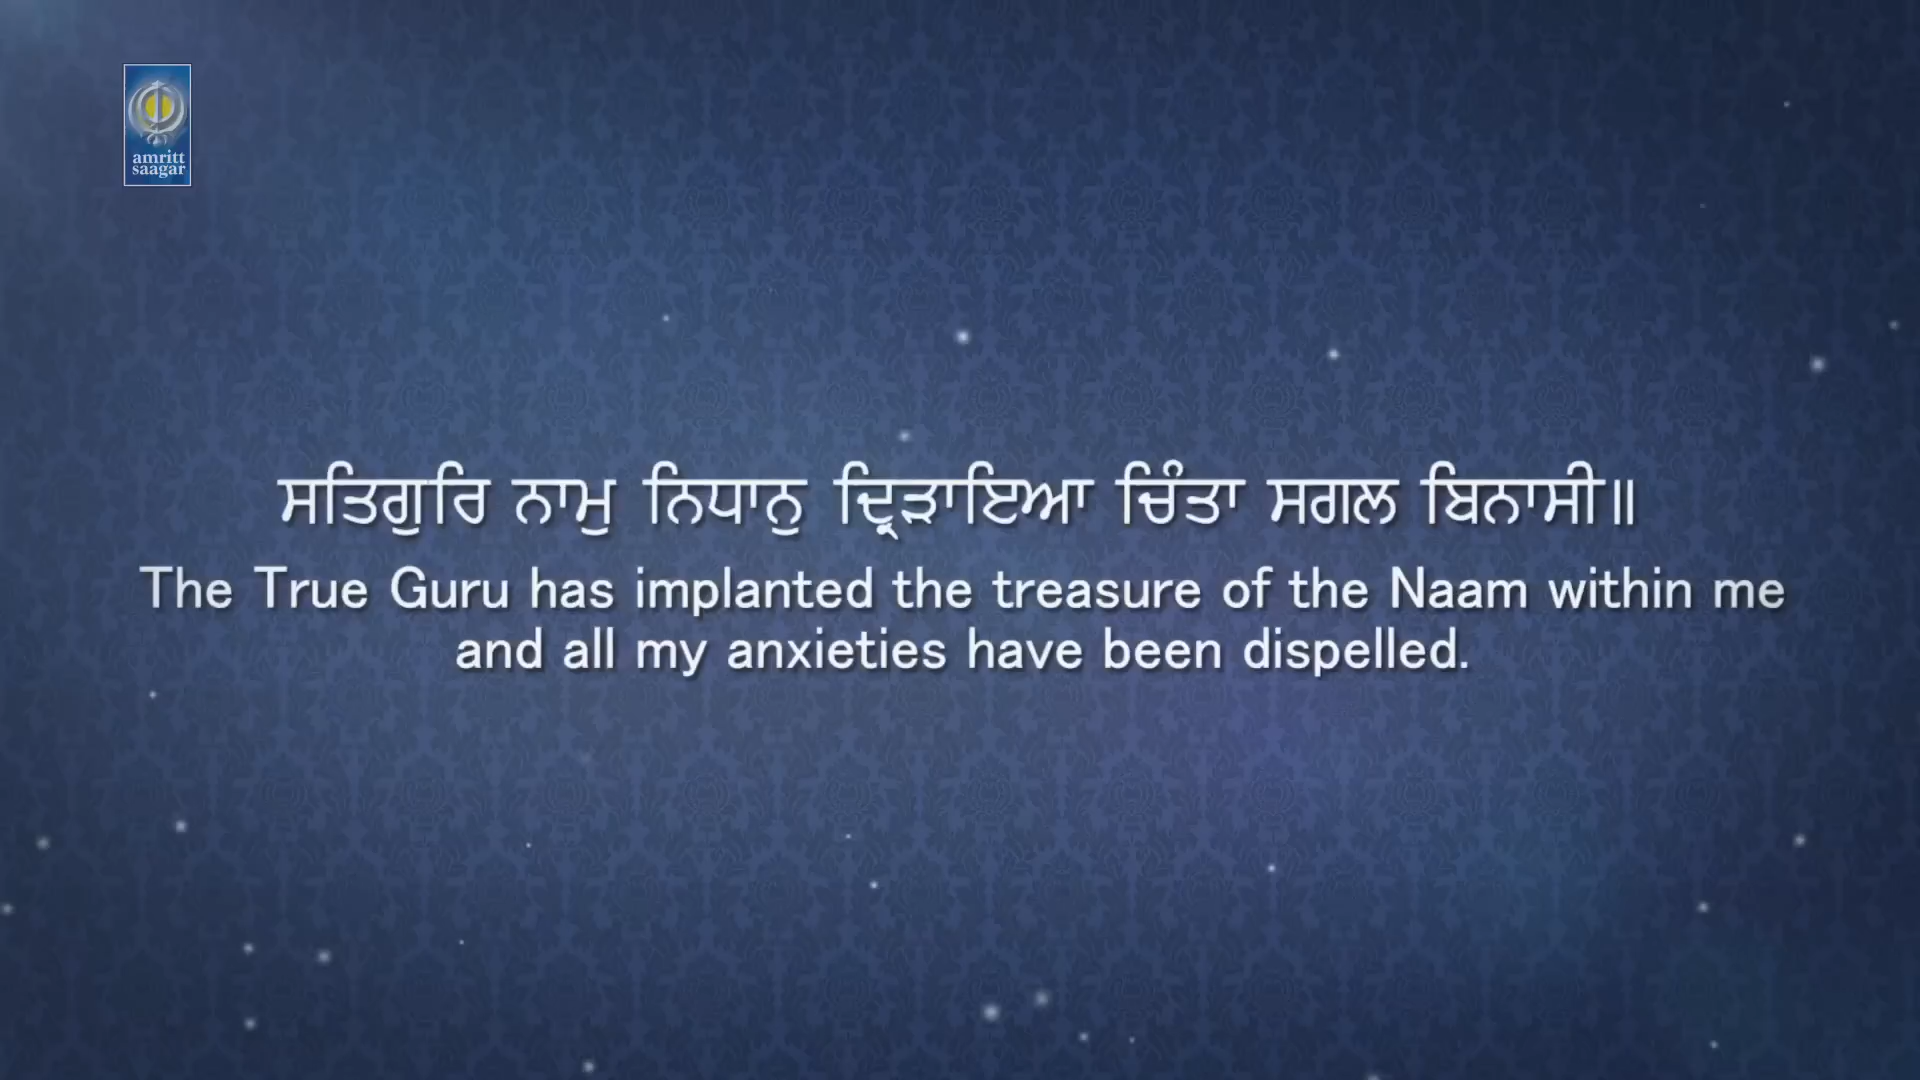 amritt
saagar
ਸਤਿਗੁਰਿ ਨਾਮੁ ਨਿਧਾਨੁ ਦ੍ਰਿੜਾਇਆ ਚਿੰਤਾ ਸਗਲ ਬਿਨਾਸੀ॥
The True Guru has implanted the treasure of the Naam within me
and all my anxieties have been dispelled.